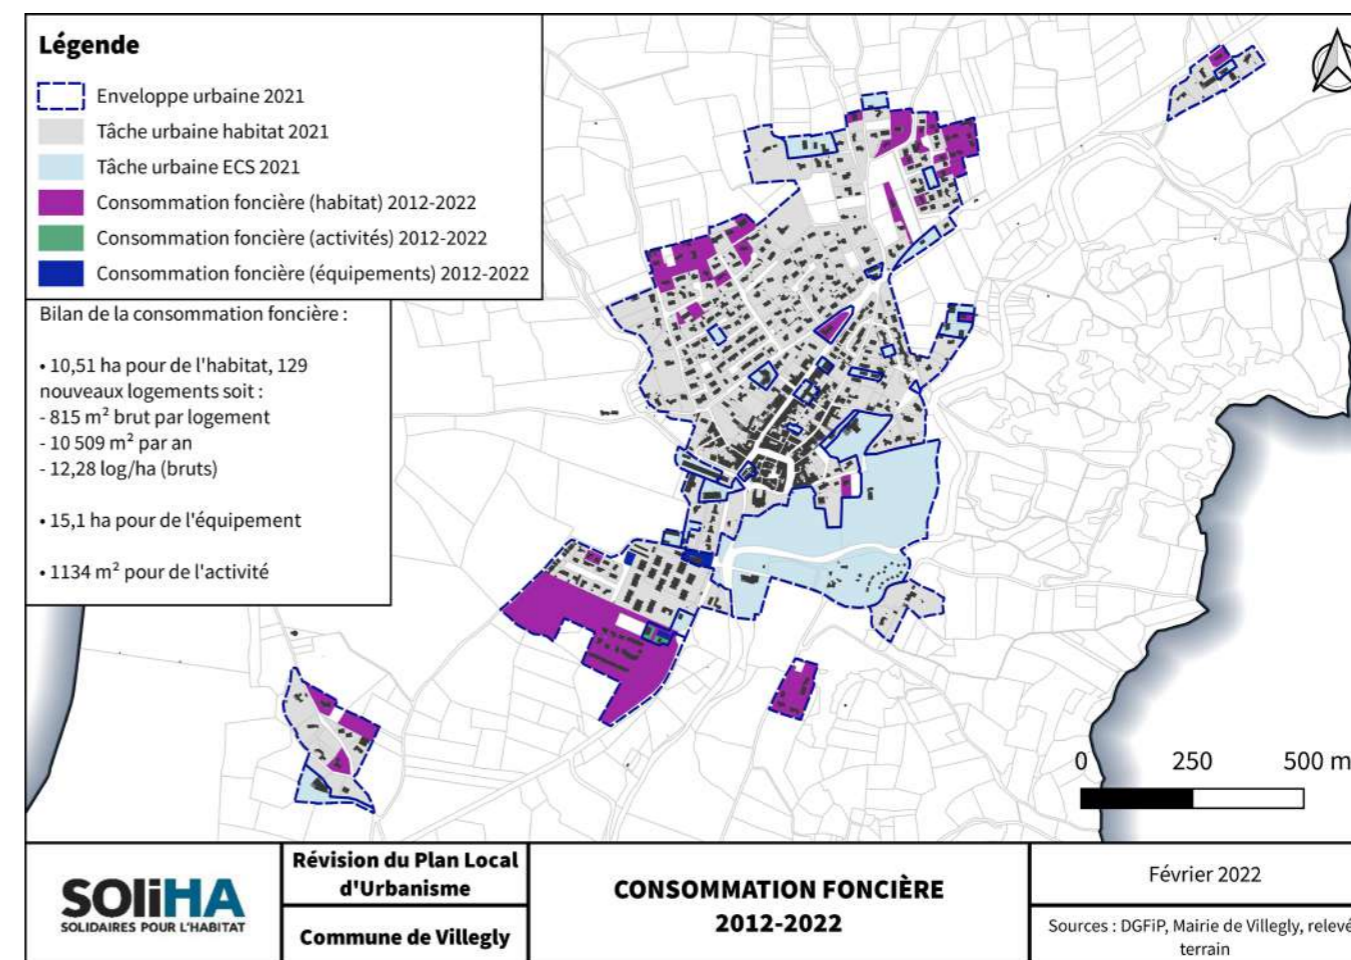 Légende
Enveloppe urbaine 2021
Tâche urbaine habitat 2021
Tâche urbaine ECS 2021
Consommation foncière (habitat) 2012-2022
Consommation foncière (activités) 2012-2022
Consommation foncière (équipements) 2012-2022
Bilan de la consommation foncière :
• 10,51 ha pour de l'habitat, 129
nouveaux logements soit :
- 815 m² brut par logement
- 10 509 m² par an
- 12,28 log/ha (bruts)
• 15,1 ha pour de l'équipement
• 1134 m² pour de l'activité
0 250 500 m
SOliHA
SOLIDAIRES POUR L'HABITAT
Révision du Plan Local
d'Urbanisme
Commune de Villegly
CONSOMMATION FONCIÈRE
2012-2022
Février 2022
Sources : DGFiP, Mairie de Villegly, relevé
terrain